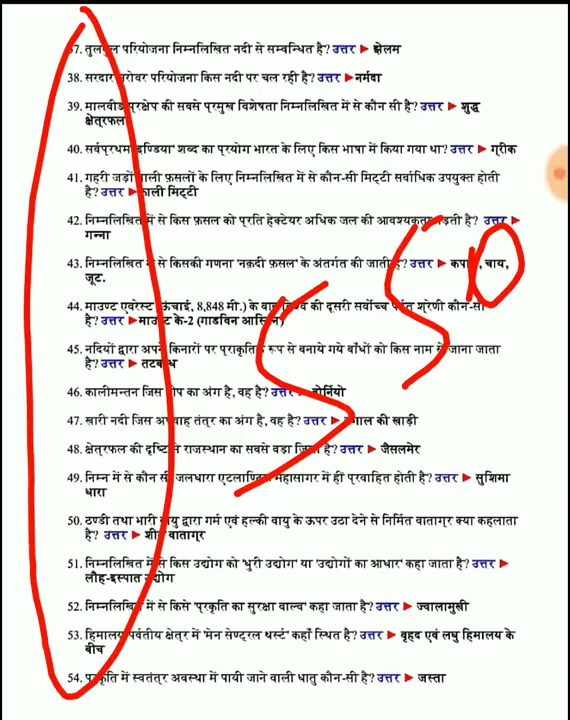 37. तुलबुल परियोजना निम्नलिखित नदी से सम्बन्धित है? उत्तर ► झेलम
38. सरदार सरोवर परियोजना किस नदी पर चल रही है? उत्तर ►नर्मदा
39. मालवीड प्रक्षेप की सबसे प्रमुख विशेषता निम्नलिखित में से कौन सी है? उत्तर ► शुद्ध
क्षेत्रफल
40. सर्वप्रथम 'इण्डिया' शब्द का प्रयोग भारत के लिए किस भाषा में किया गया था? उत्तर ► ग्रीक
41. गहरी जड़ों वाली फ़सलों के लिए निम्नलिखित में से कौन-सी मिट्टी सर्वाधिक उपयुक्त होती
है? उत्तर ►काली मिट्टी
42. निम्नलिखित में से किस फ़सल को प्रति हेक्टेयर अधिक जल की आवश्यकता पड़ती है? उत्तर ►
गन्ना
43. निम्नलिखित में से किसकी गणना 'नक़दी फ़सल' के अंतर्गत की जाती है? उत्तर ► कपास, चाय,
जूट.
44. माउण्ट एवरेस्ट (ऊंचाई, 8,848 मी.) के बाद विश्व की दूसरी सर्वोच्च पर्वत श्रेणी कौन-सी
है? उत्तर ►माउण्ट के-2 (गाडविन आस्टिन)
45. नदियों द्वारा अपने किनारों पर प्राकृतिक रूप से बनाये गये बाँधों को किस नाम से जाना जाता
है? उत्तर ► तटबन्ध
46. कालीमन्तन जिस द्वीप का अंग है, वह है? उत्तर ► बोर्नियो
47. खारी नदी जिस अपवाह तंत्र का अंग है, वह है? उत्तर ► बंगाल की खाड़ी
48. क्षेत्रफल की दृष्टि से राजस्थान का सबसे बड़ा ज़िला है? उत्तर ► जैसलमेर
49. निम्न में से कौन सी जलधारा एटलाण्टिक महासागर में हीं प्रवाहित होती है? उत्तर ► सुशिमा
धारा
50. ठण्डी तथा भारी वायु द्वारा गर्म एवं हल्की वायु के ऊपर उठा देने से निर्मित वाताग्र क्या कहलाता
है? उत्तर ► शीत वाताग्र
51. निम्नलिखित में से किस उद्योग को 'धुरी उद्योग' या 'उद्योगों का आधार' कहा जाता है? उत्तर ►
लौह-इस्पात उद्योग
52. निम्नलिखित में से किसे 'प्रकृति का सुरक्षा वाल्व' कहा जाता है? उत्तर ► ज्वालामुखी
53. हिमालय पर्वतीय क्षेत्र में 'मेन सेण्ट्रल थर्स्ट' कहाँ स्थित है? उत्तर ► वृहद एवं लघु हिमालय के
बीच
54. प्रकृति में स्वतंत्र अवस्था में पायी जाने वाली धातु कौन-सी है? उत्तर ► जस्ता